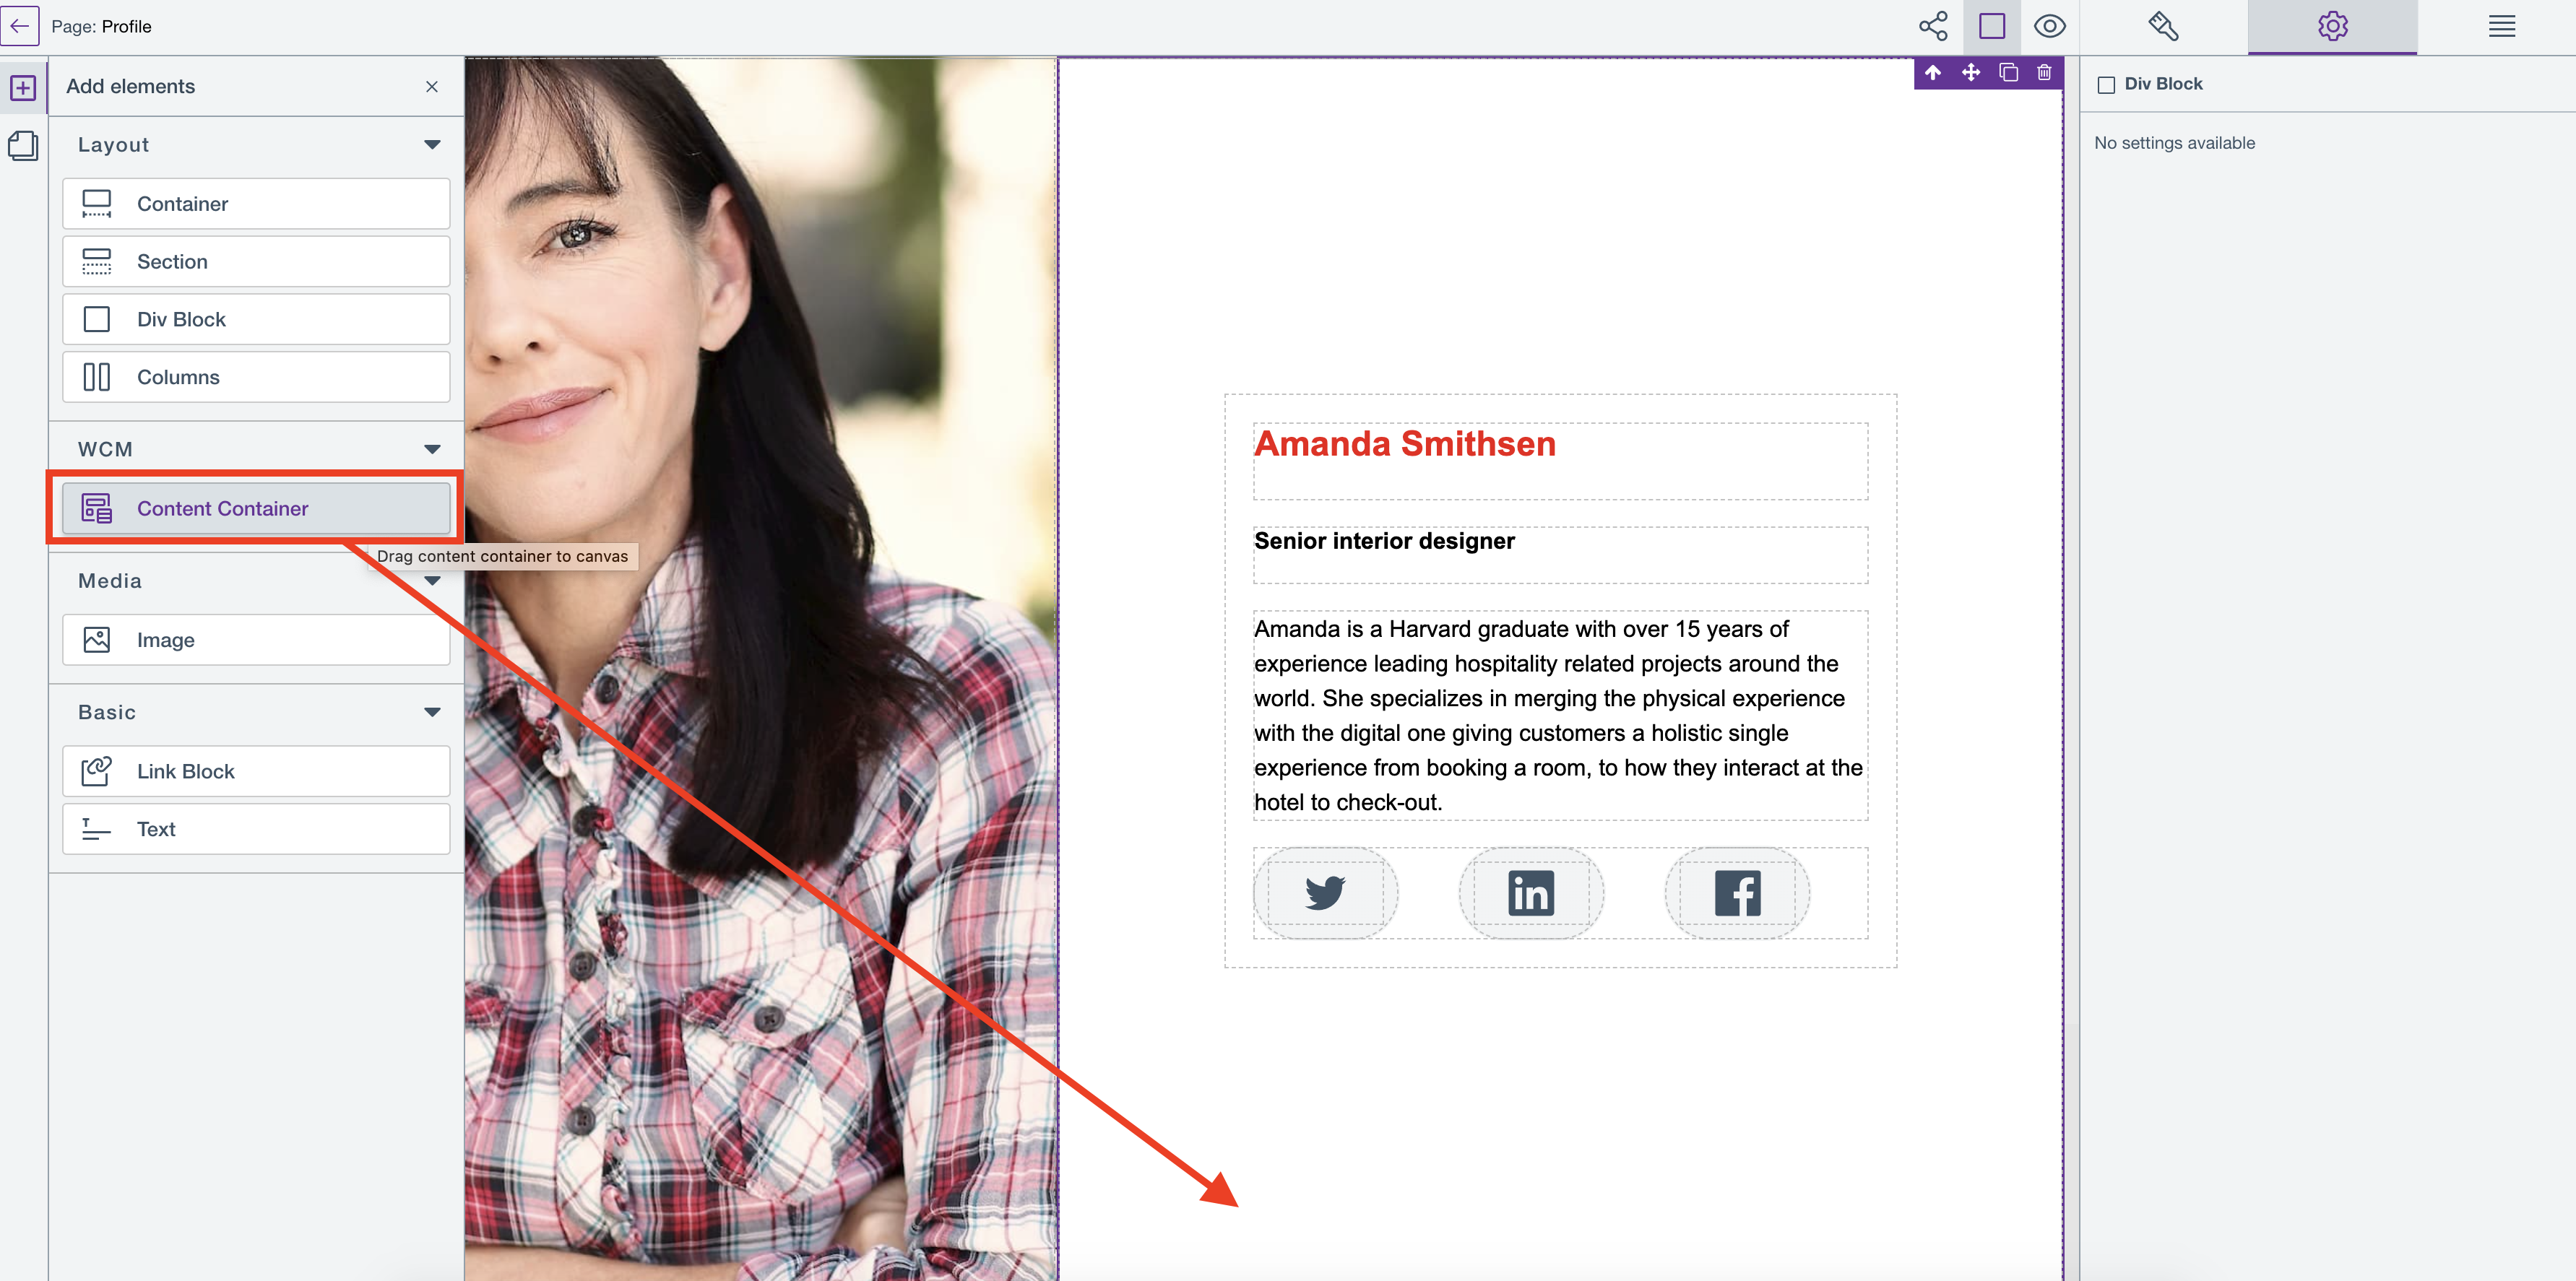 Page: Profile
Add elements
Layout
Container
Section
Div Block
Columns
WCM
Content Container
Drag content container to canvas
Media
Image
Basic
Link Block
Text
Amanda Smithsen
Senior interior designer
Amanda is a Harvard graduate with over 15 years of
experience leading hospitality related projects around the
world. She specializes in merging the physical experience
with the digital one giving customers a holistic single
experience from booking a room, to how they interact at the
hotel to check-out.
in
f
Div Block
No settings available